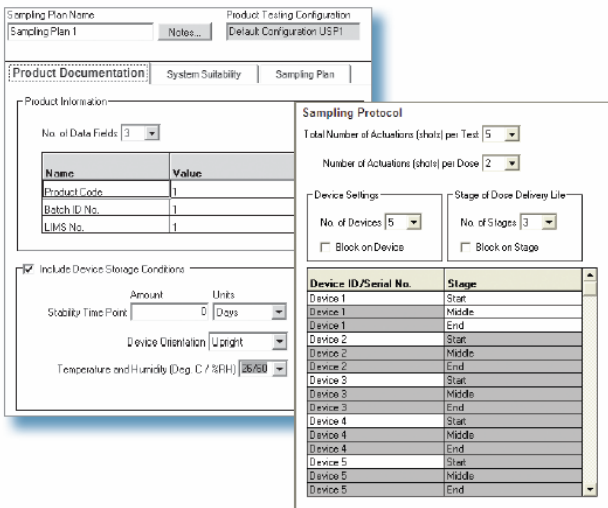 Sampling Plan Name
Product Testing Configuration
Sampling Plan 1
Notes...
Default Configuration USP1
Product Documentation
System Suitability
Sampling Plan
Product Information
No. of Data Fields 3
Name Value
Product Code 1
Batch ID No. 1
LIMS No. 1
Include Device Storage Conditions
Amount Units
Stability Time Point 0 Days
Device Orientation Upright
Temperature and Humidity (Deg. C / %RH) 26/60
Sampling Protocol
Total Number of Actuations (shots) per Test 5
Number of Actuations (shots) per Dose 2
Device Settings
No. of Devices 5
Block on Device
Stage of Dose Delivery Life
No. of Stages 3
Block on Stage
Device ID/Serial No. Stage
Device 1 Start
Device 1 Middle
Device 1 End
Device 2 Start
Device 2 Middle
Device 2 End
Device 3 Start
Device 3 Middle
Device 3 End
Device 4 Start
Device 4 Middle
Device 4 End
Device 5 Start
Device 5 Middle
Device 5 End